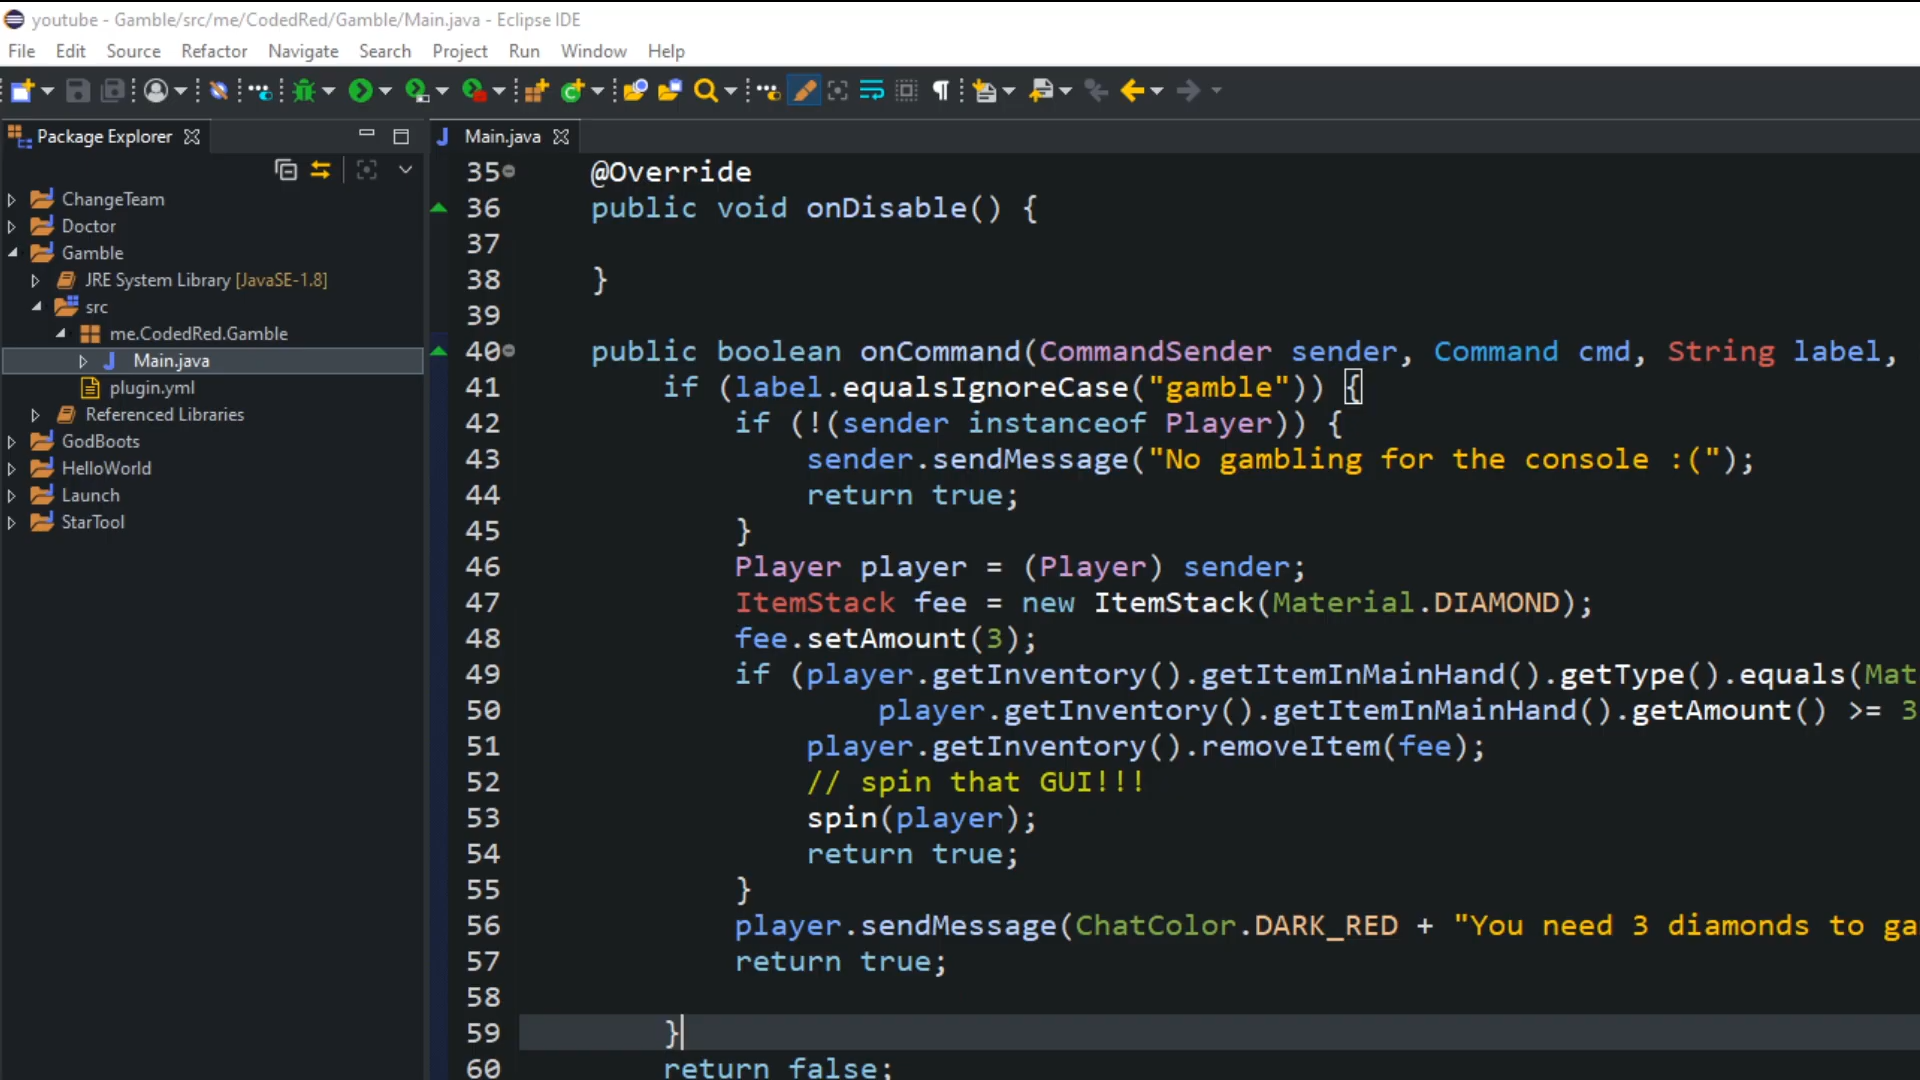 youtube - Gamble/src/me/CodedRed/Gamble/Main.java - Eclipse IDE
File Edit Source Refactor Navigate Search Project Run Window Help
Package Explorer
ChangeTeam
Doctor
Gamble
JRE System Library [JavaSE-1.8]
src
me.CodedRed.Gamble
Main.java
plugin.yml
Referenced Libraries
GodBoots
HelloWorld
Launch
StarTool
Main.java
35 @Override
36 public void onDisable() {
37
38 }
39
40 public boolean onCommand(CommandSender sender, Command cmd, String label,
41 if (label.equalsIgnoreCase("gamble")) {
42 if (!(sender instanceof Player)) {
43 sender.sendMessage("No gambling for the console :(");
44 return true;
45 }
46 Player player = (Player) sender;
47 ItemStack fee = new ItemStack(Material.DIAMOND);
48 fee.setAmount(3);
49 if (player.getInventory().getItemInMainHand().getType().equals(Mat
50 player.getInventory().getItemInMainHand().getAmount() >= 3
51 player.getInventory().removeItem(fee);
52 // spin that GUI!!!
53 spin(player);
54 return true;
55 }
56 player.sendMessage(ChatColor.DARK_RED + "You need 3 diamonds to ga
57 return true;
58
59 }
60 return false;